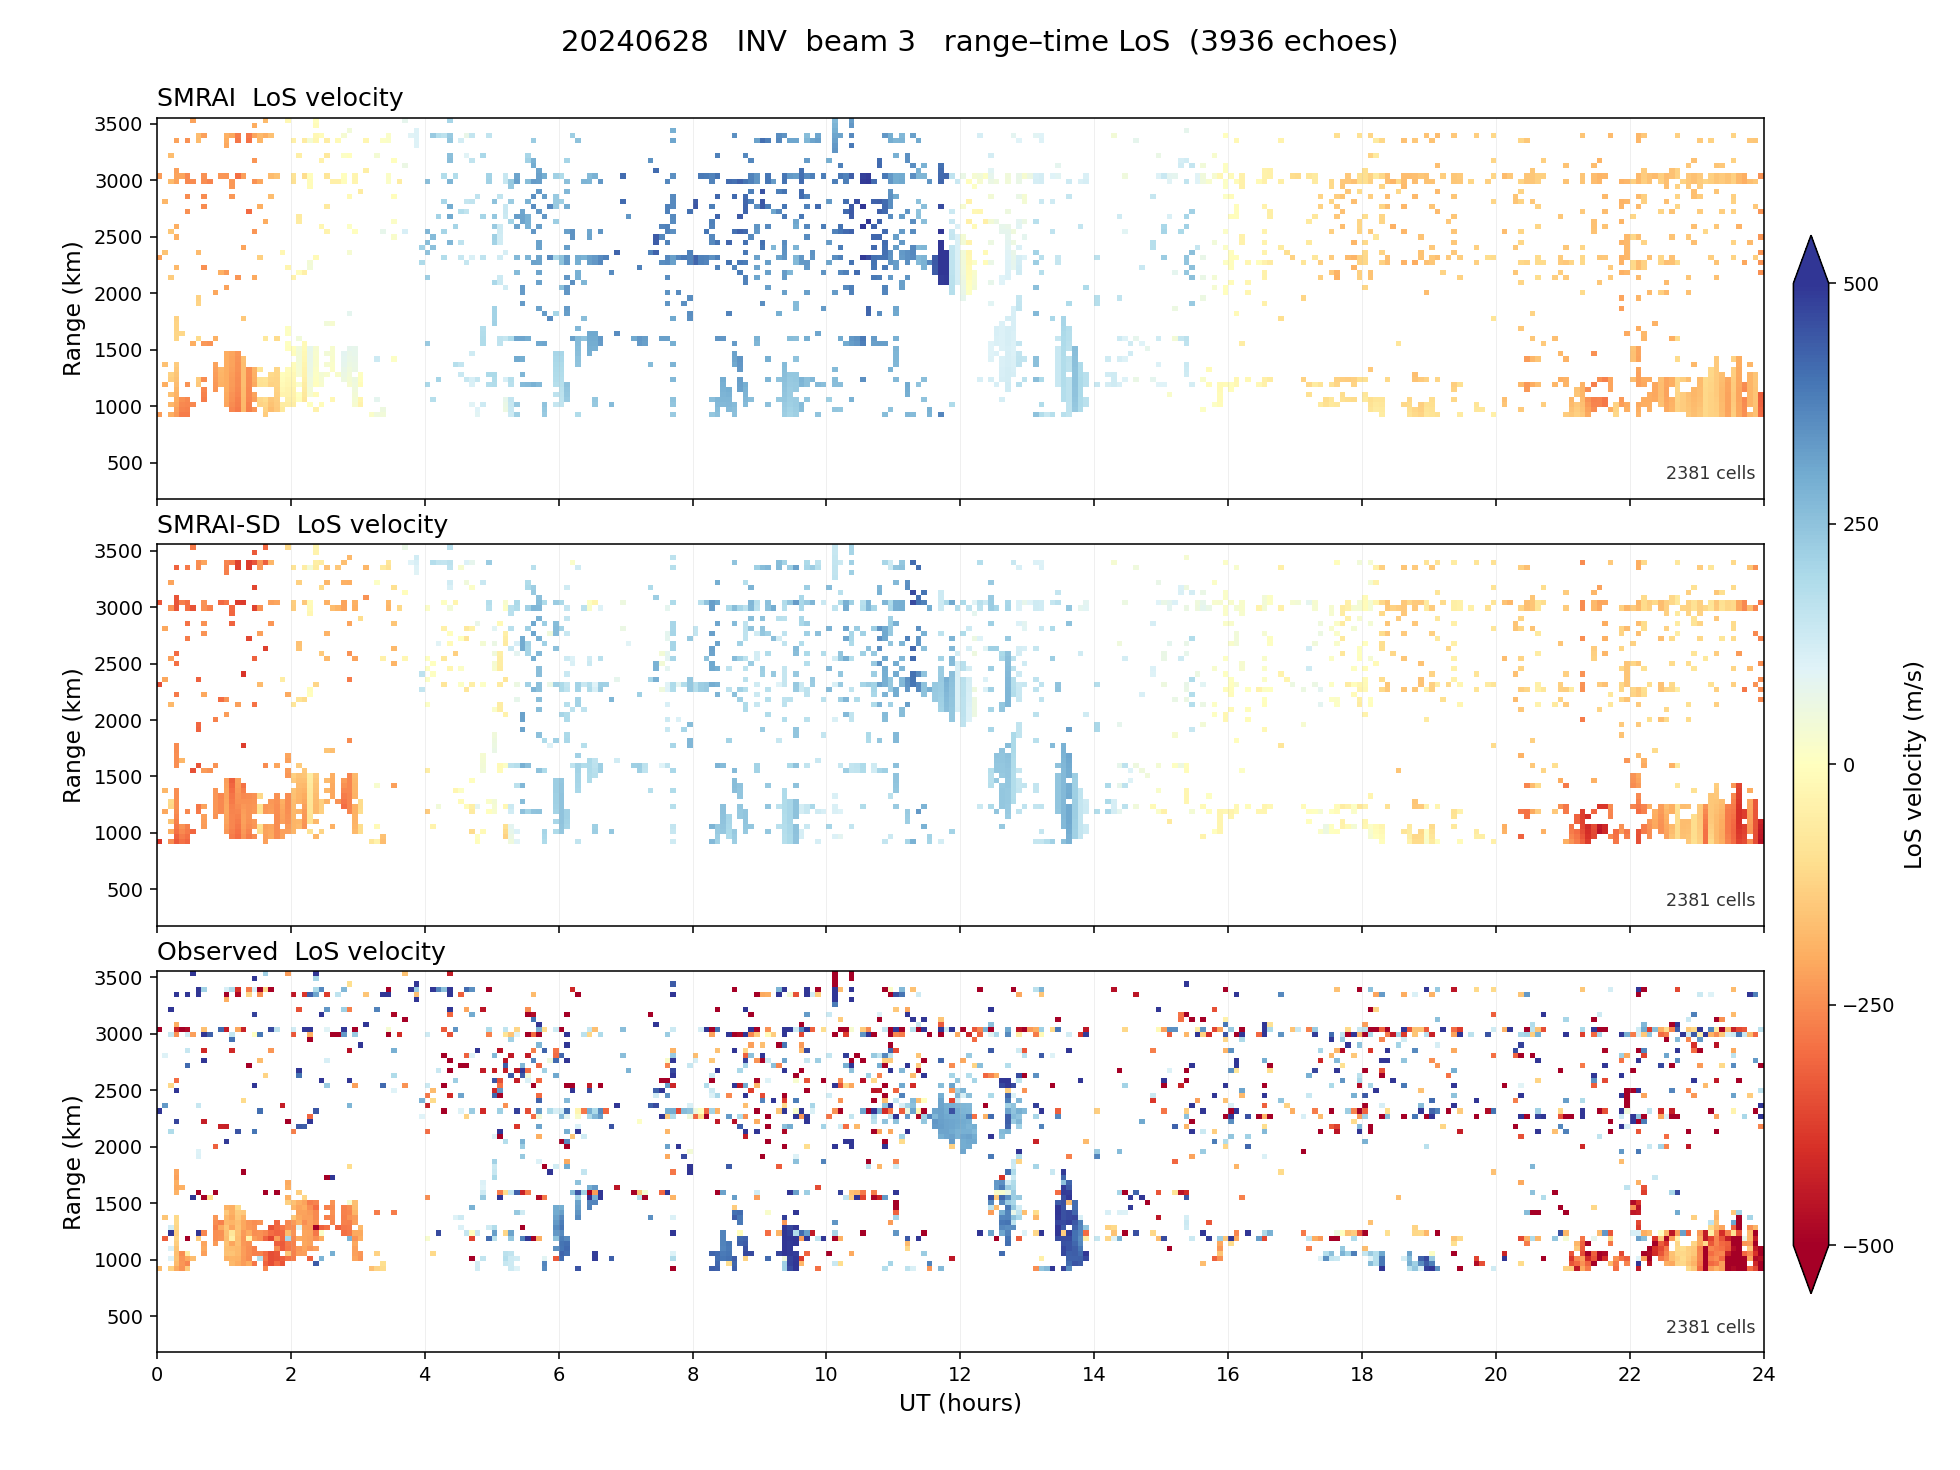 20240628 INV beam 3 range–time LoS (3936 echoes)
SMRAI LoS velocity
3500
3000
2500
2000
1500
1000
500
Range (km)
2381 cells
SMRAI-SD LoS velocity
3500
3000
2500
2000
1500
1000
500
Range (km)
2381 cells
Observed LoS velocity
3500
3000
2500
2000
1500
1000
500
Range (km)
2381 cells
0 2 4 6 8 10 12 14 16 18 20 22 24
UT (hours)
500
250
0
−250
−500
LoS velocity (m/s)